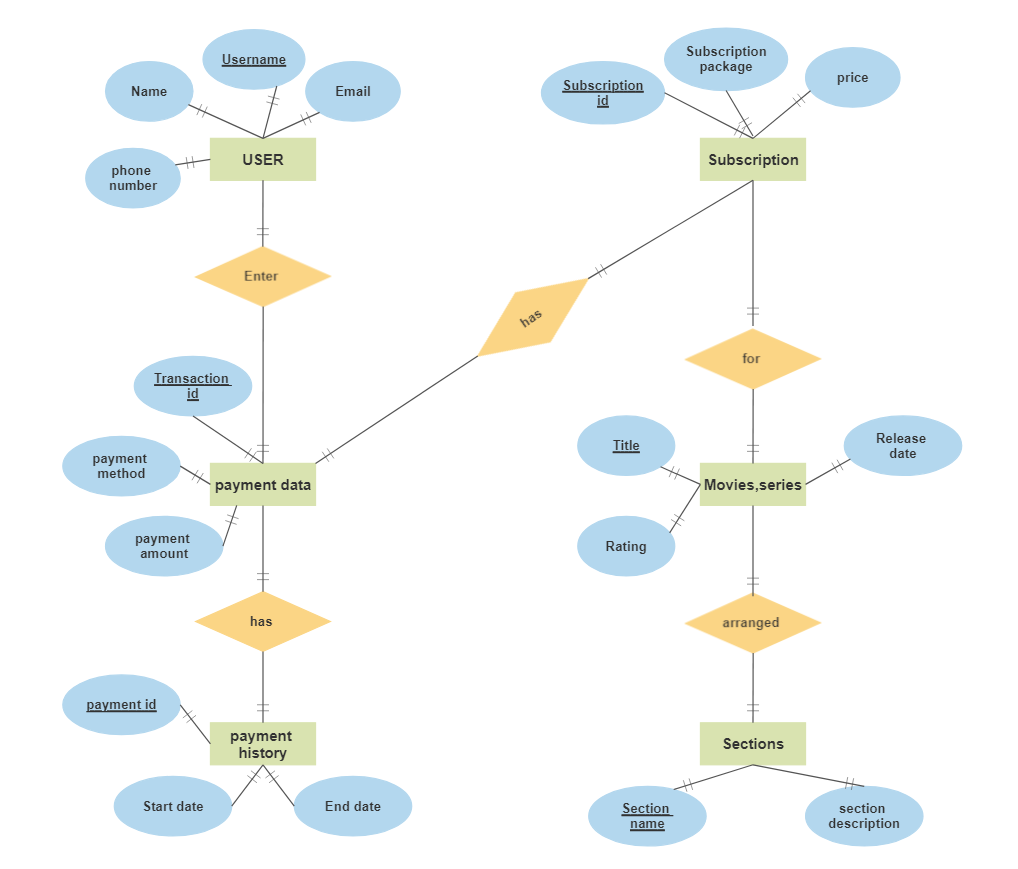 Username
Name
Email
USER
phone
number
Enter
Subscription
id
Subscription
package
price
Subscription
has
for
Transaction
id
payment
method
payment data
payment
amount
has
Title
Release
date
Movies,series
Rating
arranged
payment id
payment
history
Start date
End date
Sections
Section
name
section
description